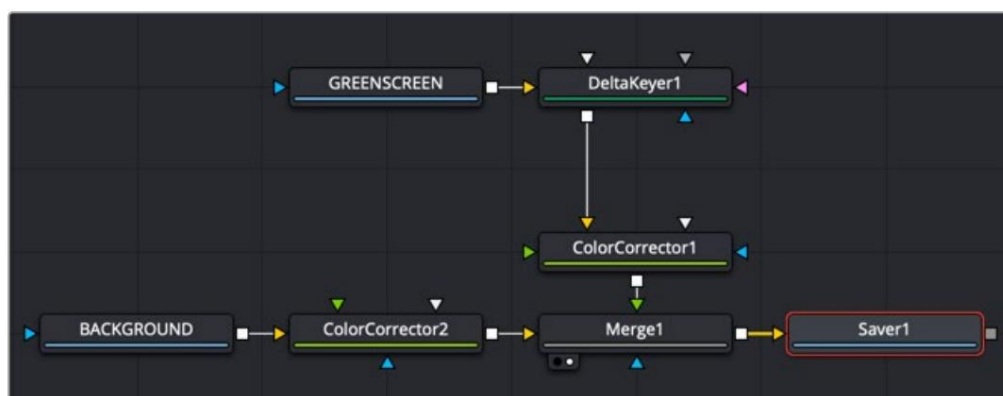 GREENSCREEN
DeltaKeyer1
ColorCorrector1
BACKGROUND
ColorCorrector2
Merge1
Saver1